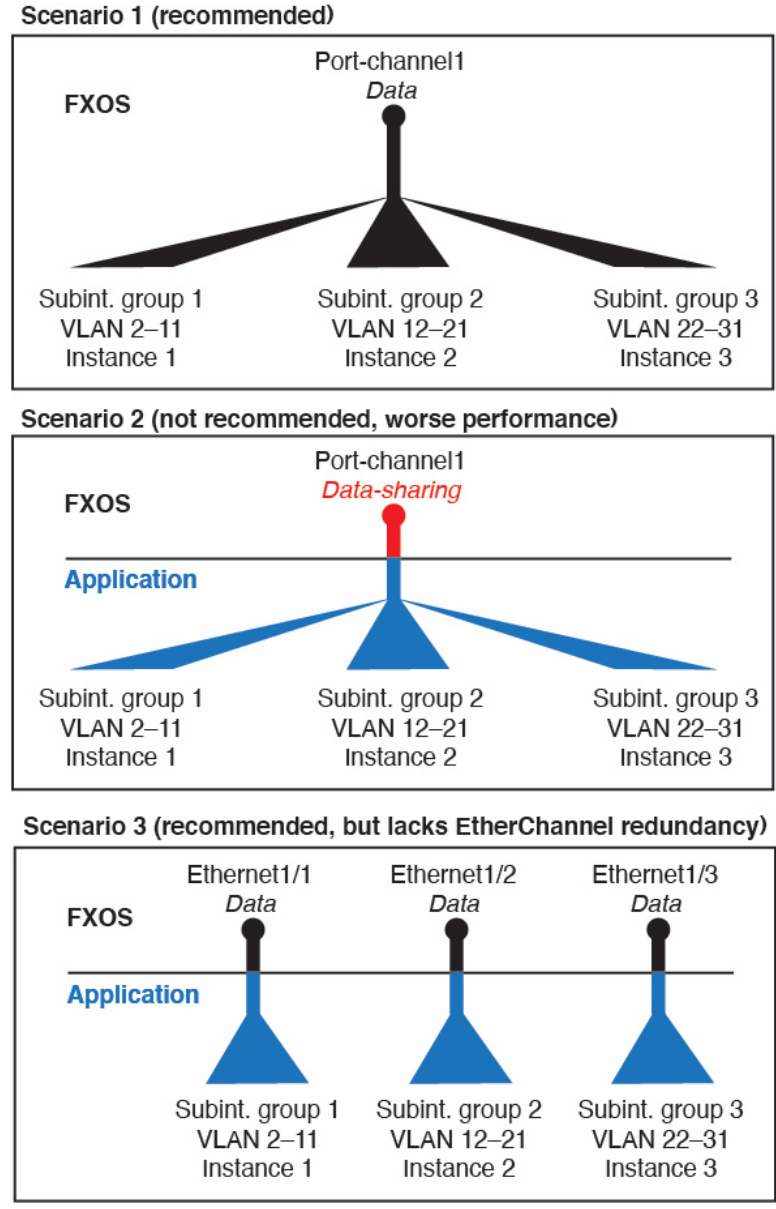 Scenario 1 (recommended)
Port-channel1
Data
FXOS
Subint. group 1
VLAN 2–11
Instance 1
Subint. group 2
VLAN 12–21
Instance 2
Subint. group 3
VLAN 22–31
Instance 3
Scenario 2 (not recommended, worse performance)
Port-channel1
Data-sharing
FXOS
Application
Subint. group 1
VLAN 2–11
Instance 1
Subint. group 2
VLAN 12–21
Instance 2
Subint. group 3
VLAN 22–31
Instance 3
Scenario 3 (recommended, but lacks EtherChannel redundancy)
Ethernet1/1
Data
Ethernet1/2
Data
Ethernet1/3
Data
FXOS
Application
Subint. group 1
VLAN 2–11
Instance 1
Subint. group 2
VLAN 12–21
Instance 2
Subint. group 3
VLAN 22–31
Instance 3